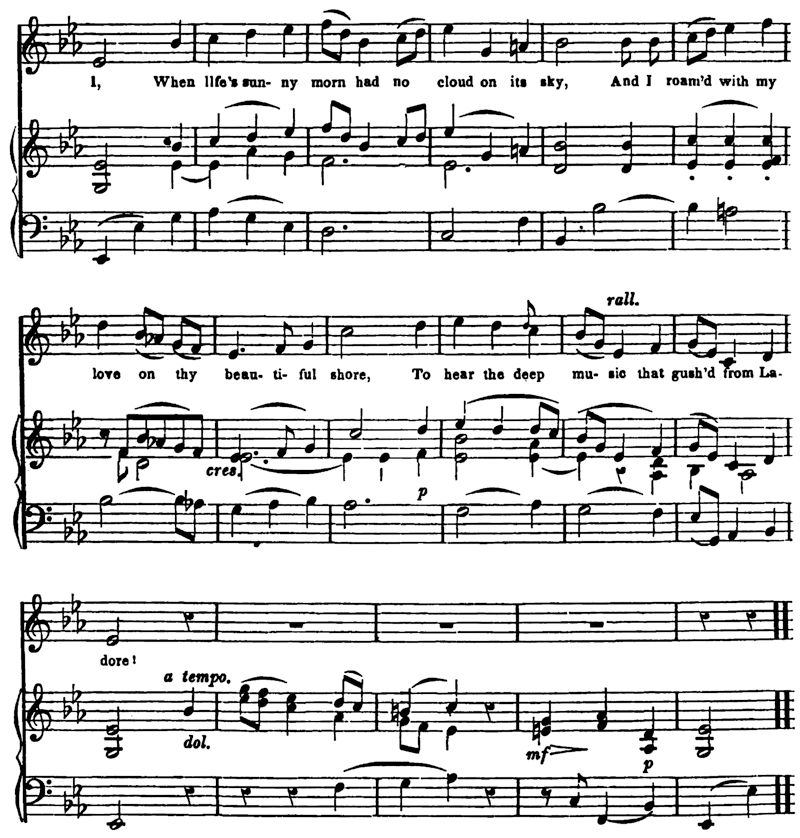 I, When life's sun- ny morn had no cloud on its sky, And I roam'd with my
rall.
love on thy beau- ti- ful shore, To hear the deep mu- sic that gush'd from La-
cres.
p
dore!
a tempo.
dol.
mf
p